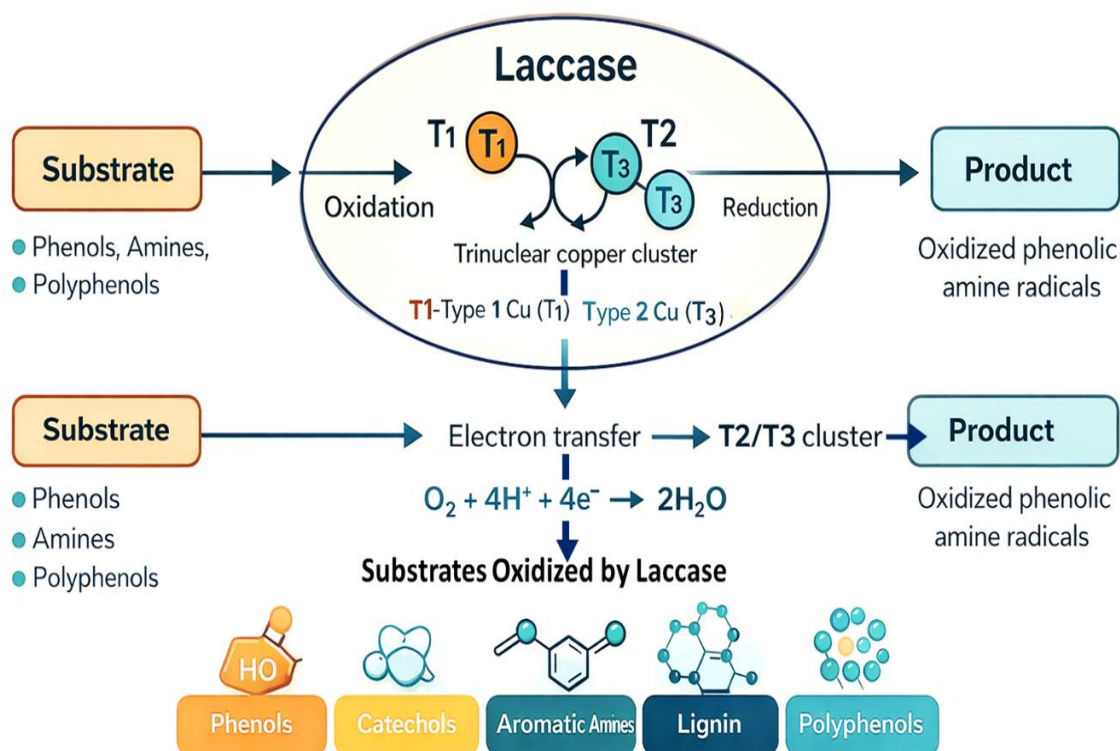 Laccase
T1 T1 T2
T3
T3
Substrate
Oxidation
Reduction
Product
Phenols, Amines,
Polyphenols
Trinuclear copper cluster
T1-Type 1 Cu (T1) Type 2 Cu (T3)
Oxidized phenolic
amine radicals
Substrate
Electron transfer
T2/T3 cluster
Product
Phenols
Amines
Polyphenols
O₂ + 4H⁺ + 4e⁻ → 2H₂O
Oxidized phenolic
amine radicals
Substrates Oxidized by Laccase
HO
Phenols
Catechols
Aromatic Amines
Lignin
Polyphenols